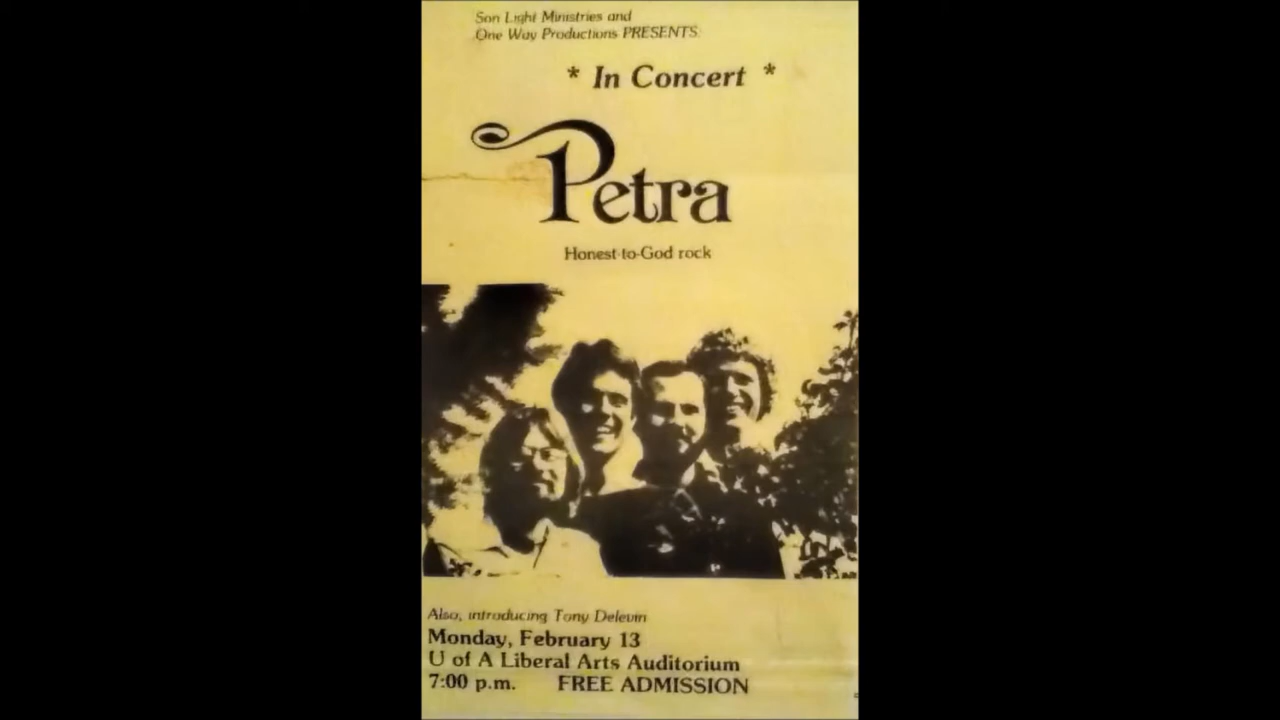 Son Light Ministries and
One Way Productions PRESENTS
* In Concert *
Petra
Honest-to-God rock
Also, introducing Tony Delevin
Monday, February 13
U of A Liberal Arts Auditorium
7:00 p.m. FREE ADMISSION